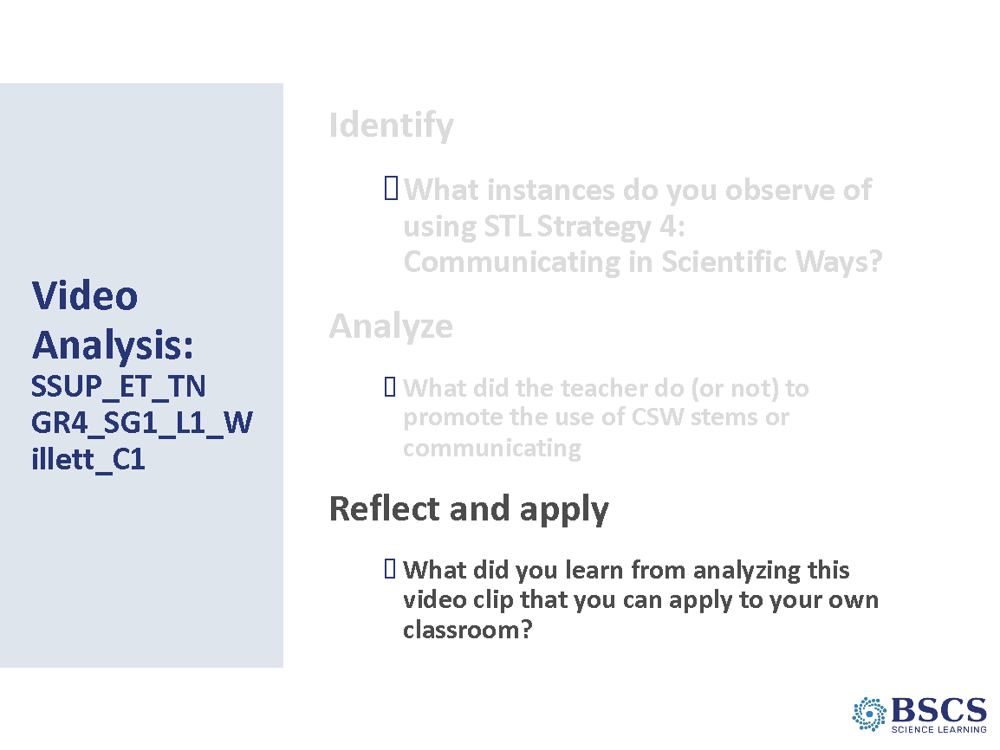 Video
Analysis:
SSUP_ET_TN
GR4_SG1_L1_W
illett_C1
Identify
What instances do you observe of
using STL Strategy 4:
Communicating in Scientific Ways?
Analyze
What did the teacher do (or not) to
promote the use of CSW stems or
communicating
Reflect and apply
What did you learn from analyzing this
video clip that you can apply to your own
classroom?
BSCS
SCIENCE LEARNING